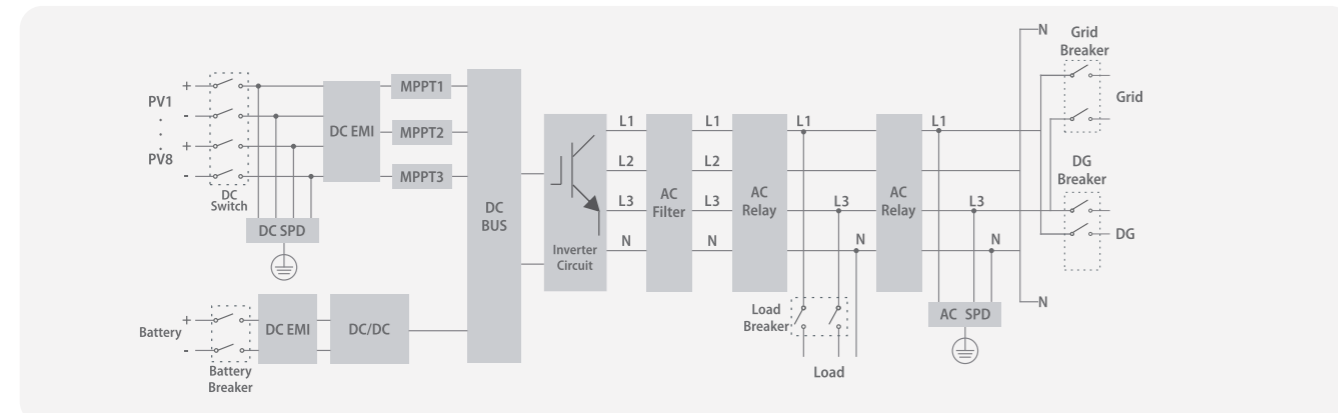 PV1
.
.
.
PV8
+
-
+
-
DC
Switch
DC SPD
DC EMI
MPPT1
MPPT2
MPPT3
Battery
+
-
Battery
Breaker
DC EMI
DC/DC
DC
BUS
Inverter
Circuit
L1
L2
L3
N
AC
Filter
L1
L2
L3
N
AC
Relay
L1
L3
N
Load
Breaker
Load
AC
Relay
L1
L3
N
AC SPD
N
N
Grid
Breaker
Grid
DG
Breaker
DG